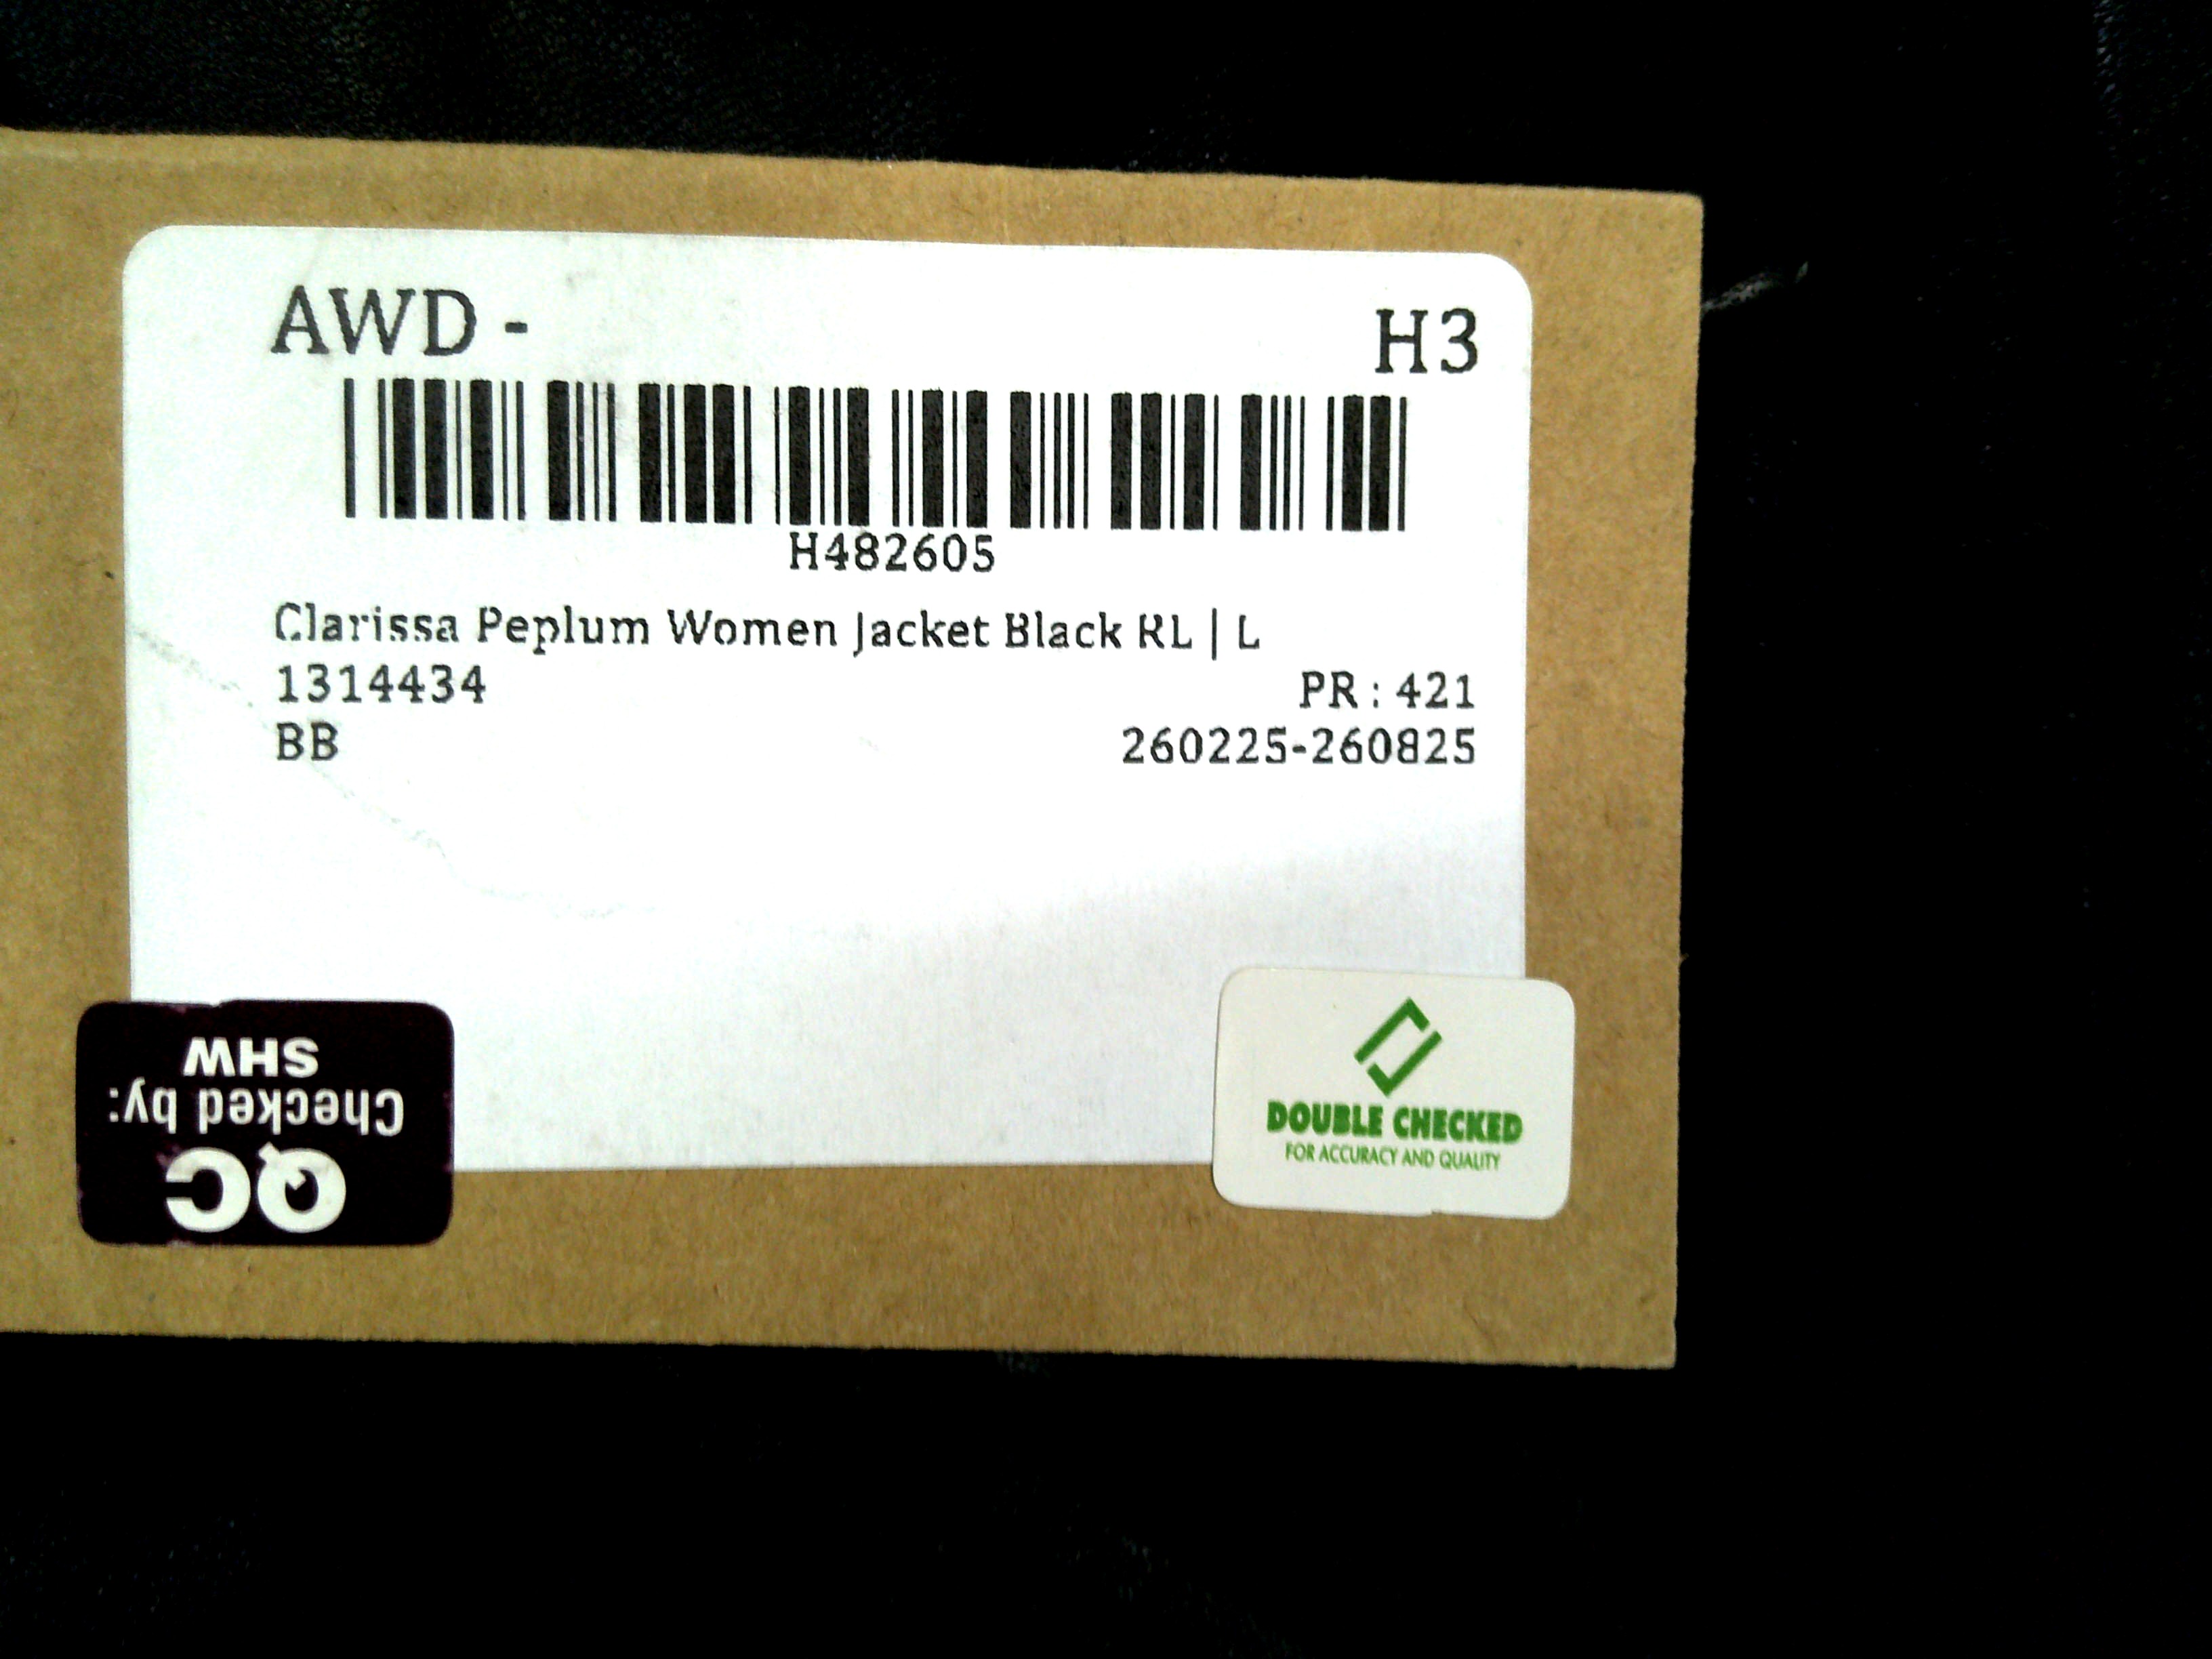 AWD - H3
H482605
Clarissa Peplum Women Jacket Black RL | L
1314434 PR : 421
BB 260225-260825
QC
Checked by:
SHW
DOUBLE CHECKED
FOR ACCURACY AND QUALITY